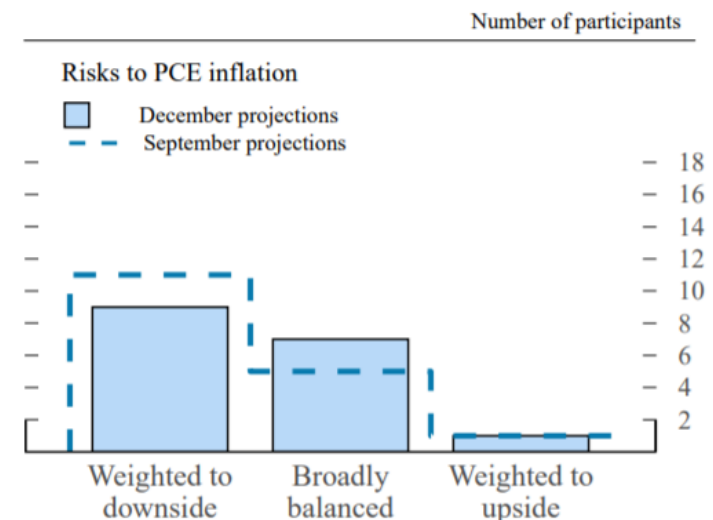 Number of participants
Risks to PCE inflation
December projections
September projections
18
16
14
12
10
8
6
4
2
Weighted to
downside
Broadly
balanced
Weighted to
upside